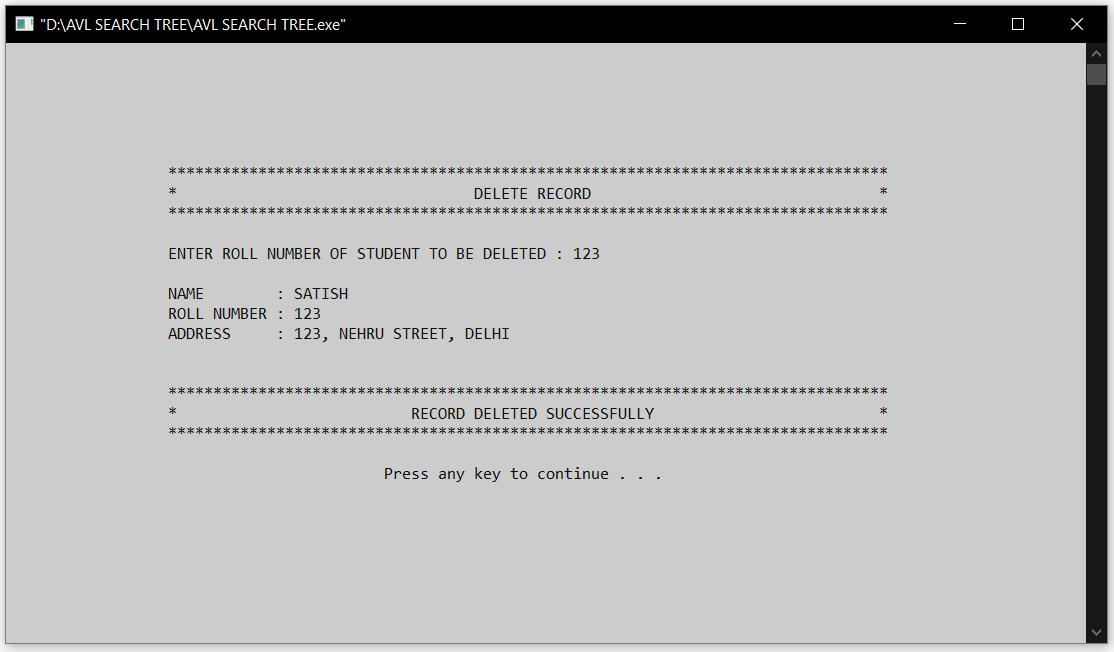 "D:\AVL SEARCH TREE\AVL SEARCH TREE.exe"
********************************************************************************
* DELETE RECORD *
********************************************************************************
ENTER ROLL NUMBER OF STUDENT TO BE DELETED : 123
NAME : SATISH
ROLL NUMBER : 123
ADDRESS : 123, NEHRU STREET, DELHI
********************************************************************************
* RECORD DELETED SUCCESSFULLY *
********************************************************************************
Press any key to continue . . .